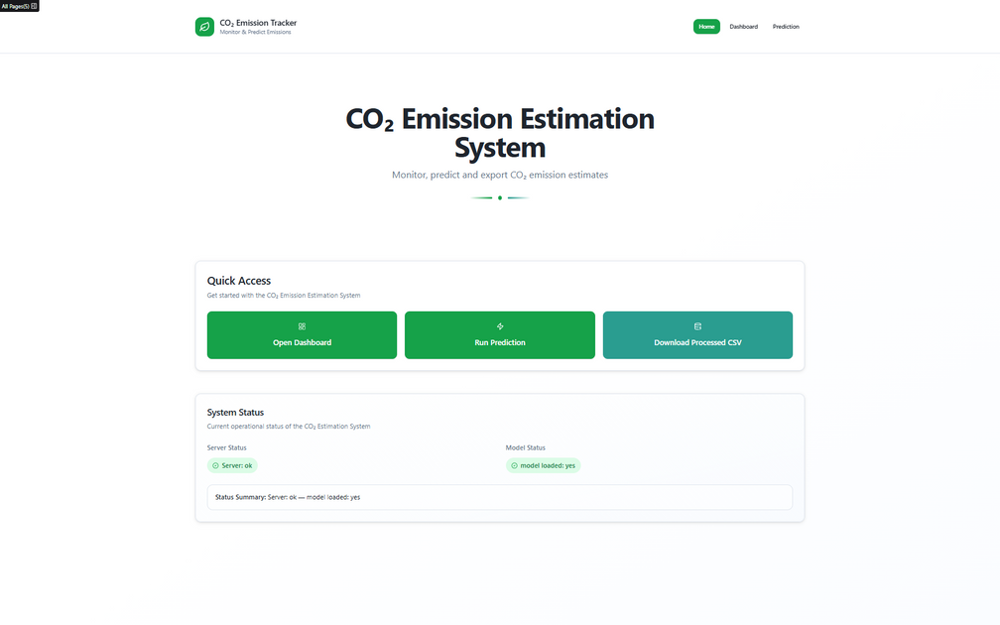 All Pages(5)
CO₂ Emission Tracker
Monitor & Predict Emissions
Home Dashboard Prediction
CO₂ Emission Estimation
System
Monitor, predict and export CO₂ emission estimates
Quick Access
Get started with the CO₂ Emission Estimation System
Open Dashboard Run Prediction Download Processed CSV
System Status
Current operational status of the CO₂ Estimation System
Server Status Model Status
Server: ok model loaded: yes
Status Summary: Server: ok — model loaded: yes